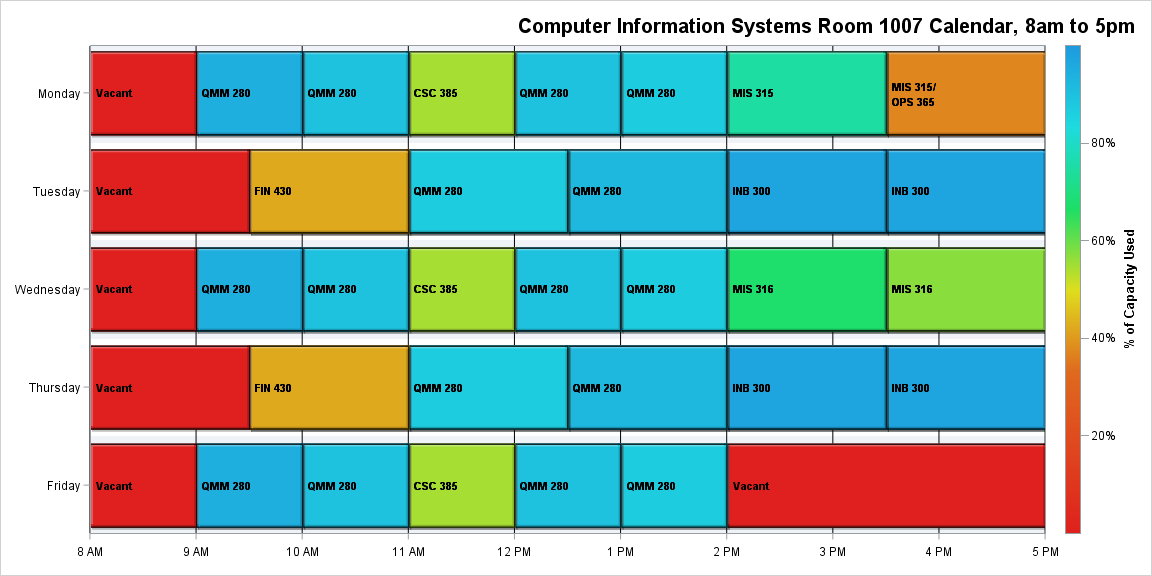 Computer Information Systems Room 1007 Calendar, 8am to 5pm
Monday
Vacant
QMM 280
QMM 280
CSC 385
QMM 280
QMM 280
MIS 315
MIS 315/
OPS 365
Tuesday
Vacant
FIN 430
QMM 280
QMM 280
INB 300
INB 300
Wednesday
Vacant
QMM 280
QMM 280
CSC 385
QMM 280
QMM 280
MIS 316
MIS 316
Thursday
Vacant
FIN 430
QMM 280
QMM 280
INB 300
INB 300
Friday
Vacant
QMM 280
QMM 280
CSC 385
QMM 280
QMM 280
Vacant
8 AM
9 AM
10 AM
11 AM
12 PM
1 PM
2 PM
3 PM
4 PM
5 PM
80%
60%
40%
20%
% of Capacity Used